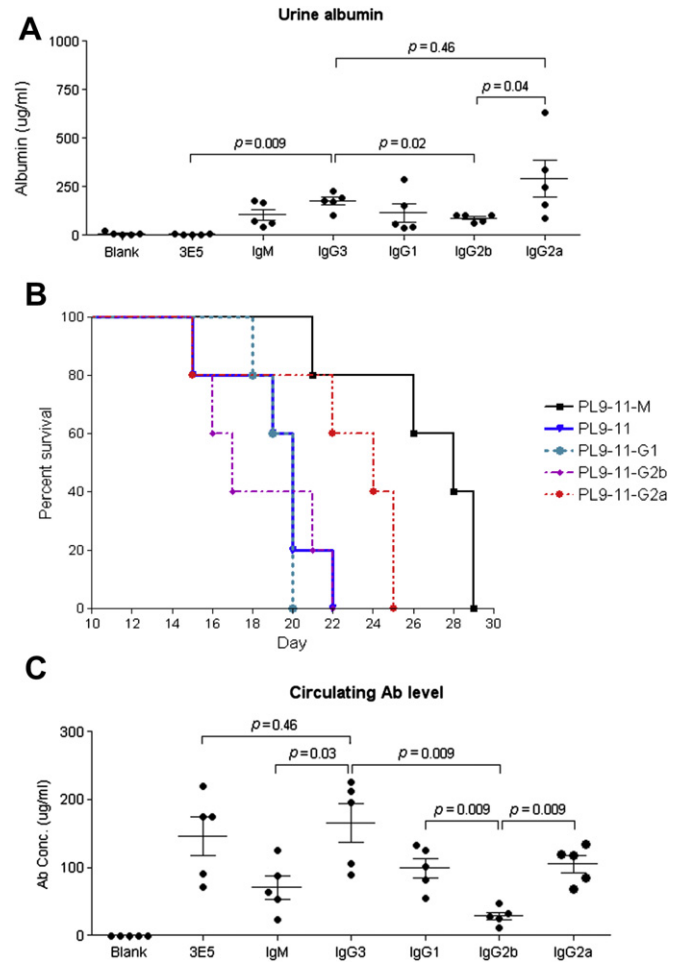 A
Urine albumin
1000
750
500
250
0
Albumin (ug/ml)
p = 0.46
p = 0.04
p = 0.009
p = 0.02
Blank 3E5 IgM IgG3 IgG1 IgG2b IgG2a
B
100
80
60
40
20
0
Percent survival
10 12 14 16 18 20 22 24 26 28 30
Day
PL9-11-M
PL9-11
PL9-11-G1
PL9-11-G2b
PL9-11-G2a
C
Circulating Ab level
300
200
100
0
Ab Conc. (ug/ml)
p = 0.46
p = 0.03
p = 0.009
p = 0.009
p = 0.009
Blank 3E5 IgM IgG3 IgG1 IgG2b IgG2a